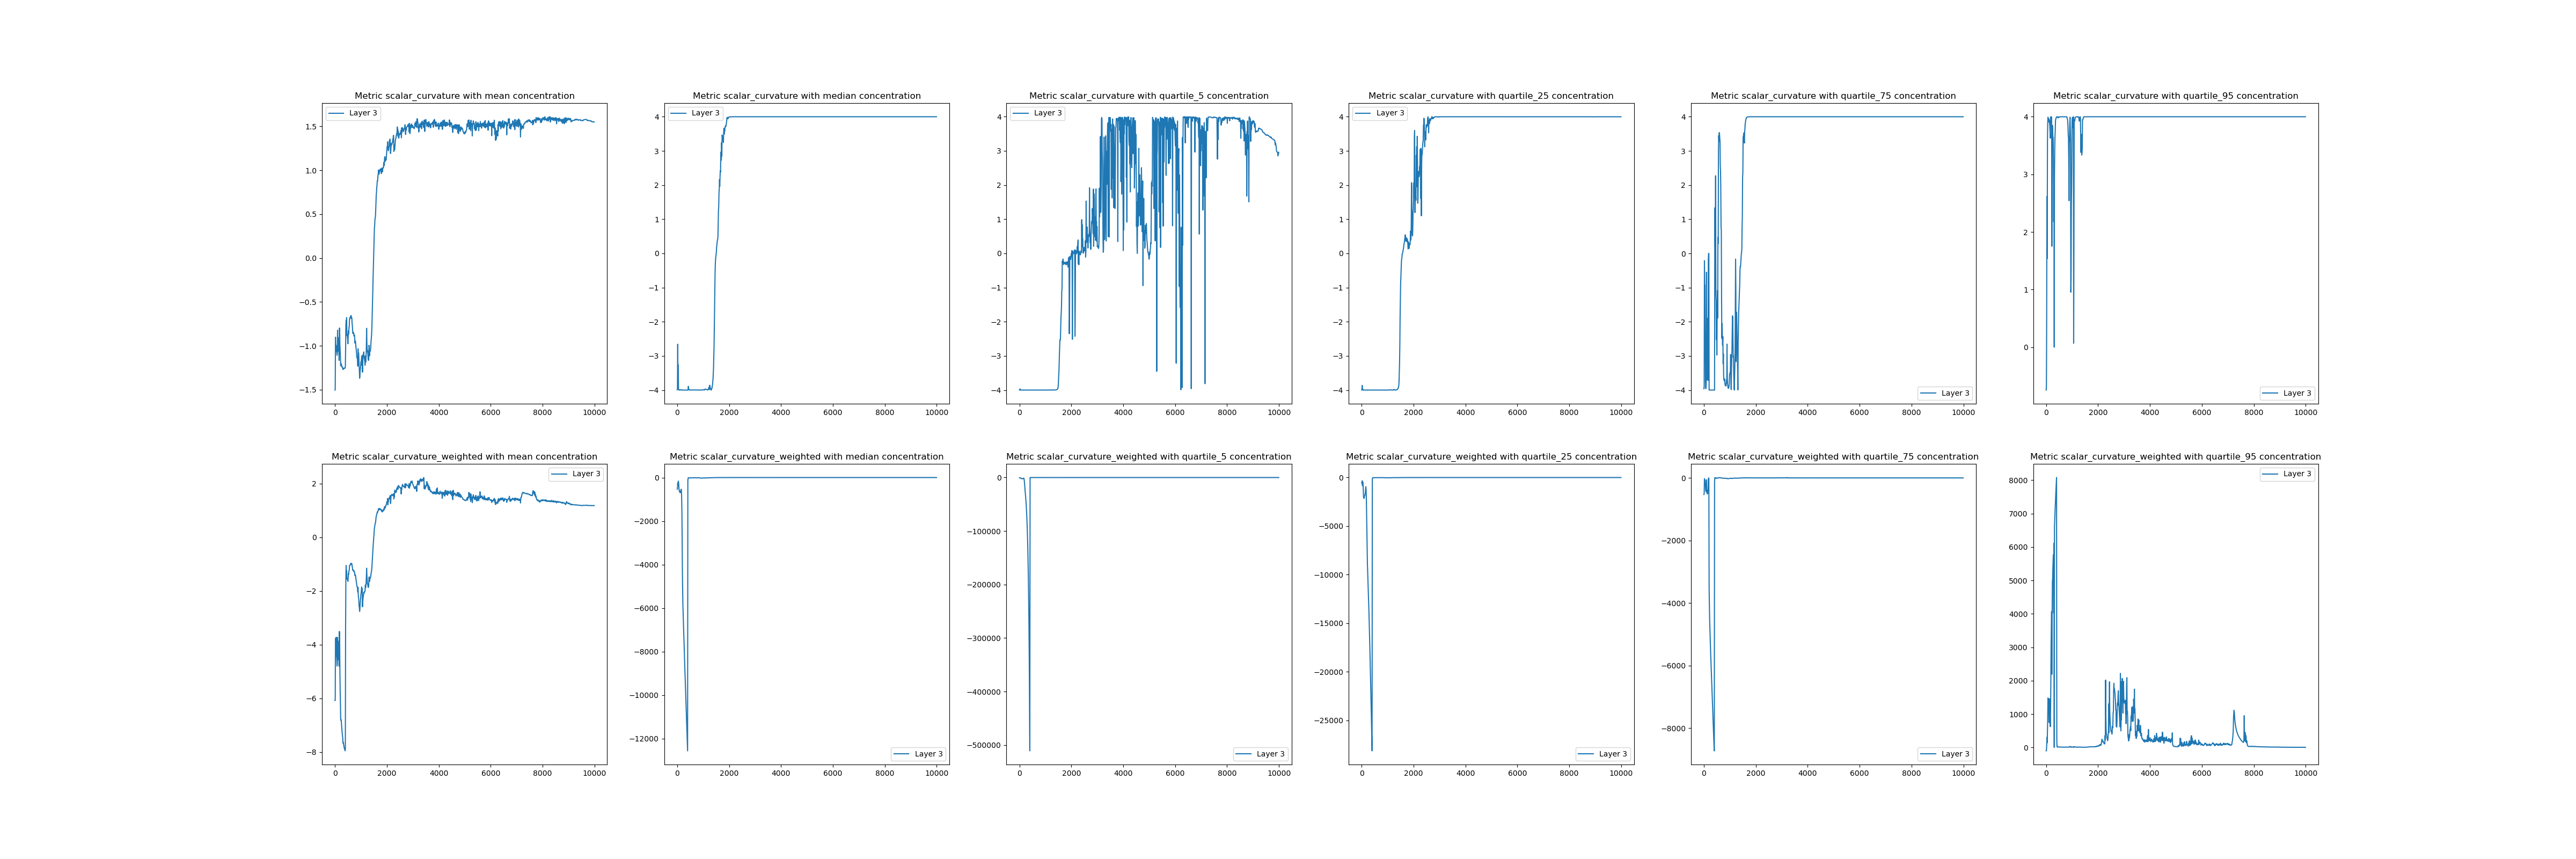 Metric scalar_curvature with mean concentration
Layer 3
1.5
1.0
0.5
0.0
−0.5
−1.0
−1.5
0 2000 4000 6000 8000 10000
Metric scalar_curvature with median concentration
Layer 3
4
3
2
1
0
−1
−2
−3
−4
0 2000 4000 6000 8000 10000
Metric scalar_curvature with quartile_5 concentration
Layer 3
4
3
2
1
0
−1
−2
−3
−4
0 2000 4000 6000 8000 10000
Metric scalar_curvature with quartile_25 concentration
Layer 3
4
3
2
1
0
−1
−2
−3
−4
0 2000 4000 6000 8000 10000
Metric scalar_curvature with quartile_75 concentration
4
3
2
1
0
−1
−2
−3
−4
Layer 3
0 2000 4000 6000 8000 10000
Metric scalar_curvature with quartile_95 concentration
4
3
2
1
0
Layer 3
0 2000 4000 6000 8000 10000
Metric scalar_curvature_weighted with mean concentration
Layer 3
2
0
−2
−4
−6
−8
0 2000 4000 6000 8000 10000
Metric scalar_curvature_weighted with median concentration
0
−2000
−4000
−6000
−8000
−10000
−12000
Layer 3
0 2000 4000 6000 8000 10000
Metric scalar_curvature_weighted with quartile_5 concentration
0
−100000
−200000
−300000
−400000
−500000
Layer 3
0 2000 4000 6000 8000 10000
Metric scalar_curvature_weighted with quartile_25 concentration
0
−5000
−10000
−15000
−20000
−25000
Layer 3
0 2000 4000 6000 8000 10000
Metric scalar_curvature_weighted with quartile_75 concentration
0
−2000
−4000
−6000
−8000
Layer 3
0 2000 4000 6000 8000 10000
Metric scalar_curvature_weighted with quartile_95 concentration
Layer 3
8000
7000
6000
5000
4000
3000
2000
1000
0
0 2000 4000 6000 8000 10000